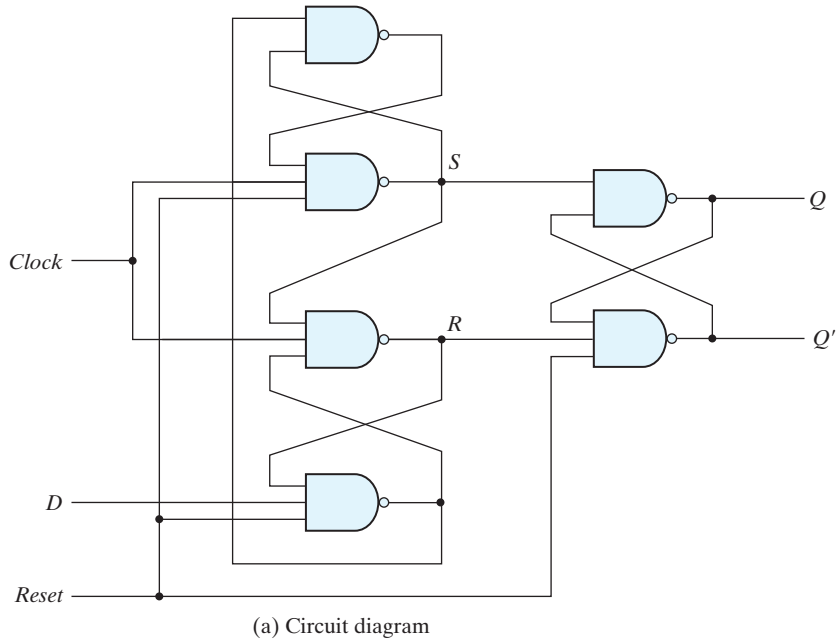 S
Q
Clock
R
Q′
D
Reset
(a) Circuit diagram